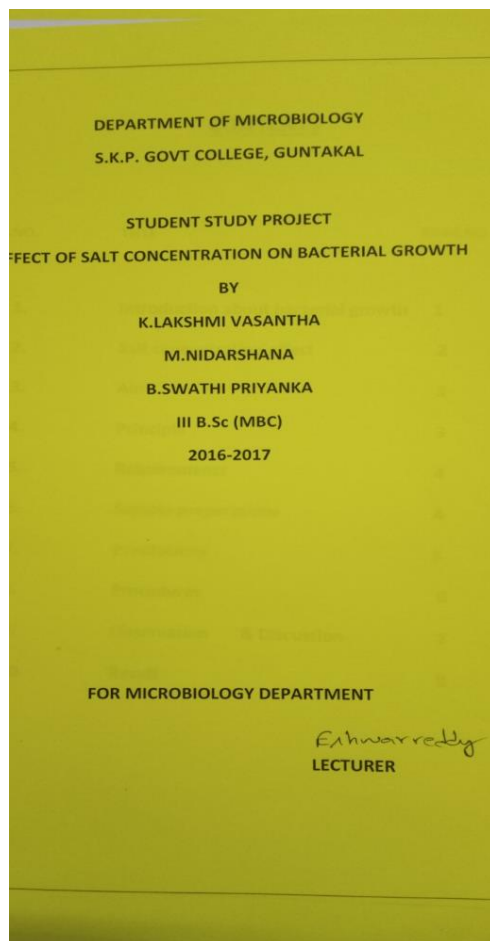 DEPARTMENT OF MICROBIOLOGY
S.K.P. GOVT COLLEGE, GUNTAKAL
STUDENT STUDY PROJECT
FFECT OF SALT CONCENTRATION ON BACTERIAL GROWTH
BY
K.LAKSHMI VASANTHA
M.NIDARSHANA
B.SWATHI PRIYANKA
III B.Sc (MBC)
2016-2017
FOR MICROBIOLOGY DEPARTMENT
Eshwarreddy
LECTURER